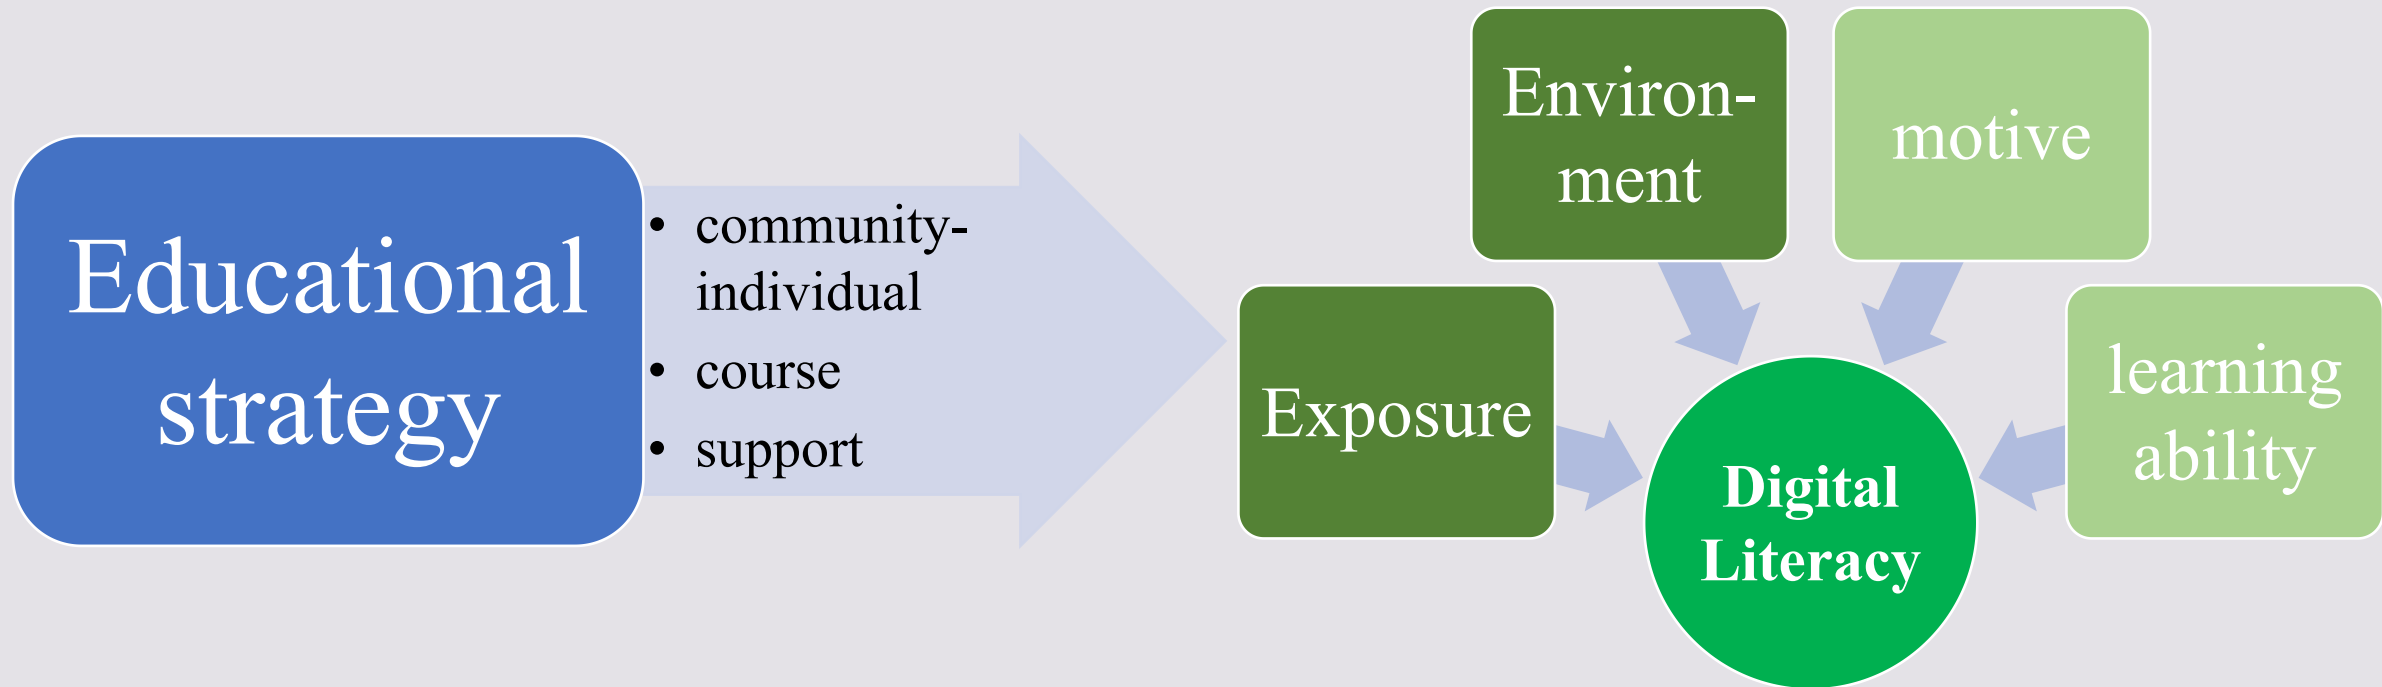 Educational
strategy
• community-
individual
• course
• support
Exposure
Environ-
ment
motive
learning
ability
Digital
Literacy